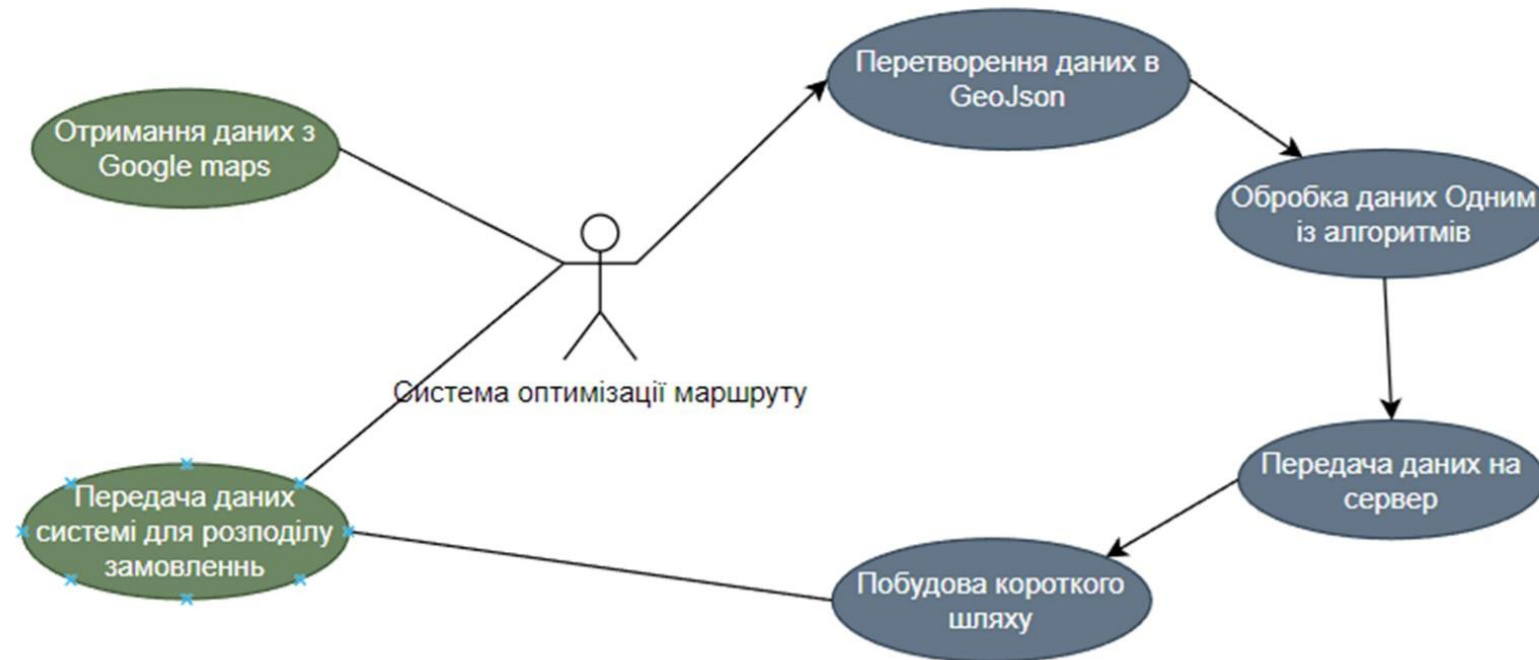 Перетворення даних в
GeoJson
Отримання даних з
Google maps
Обробка даних Одним
із алгоритмів
Система оптимізації маршруту
Передача даних на
сервер
Передача даних
системі для розподілу
замовленнь
Побудова короткого
шляху